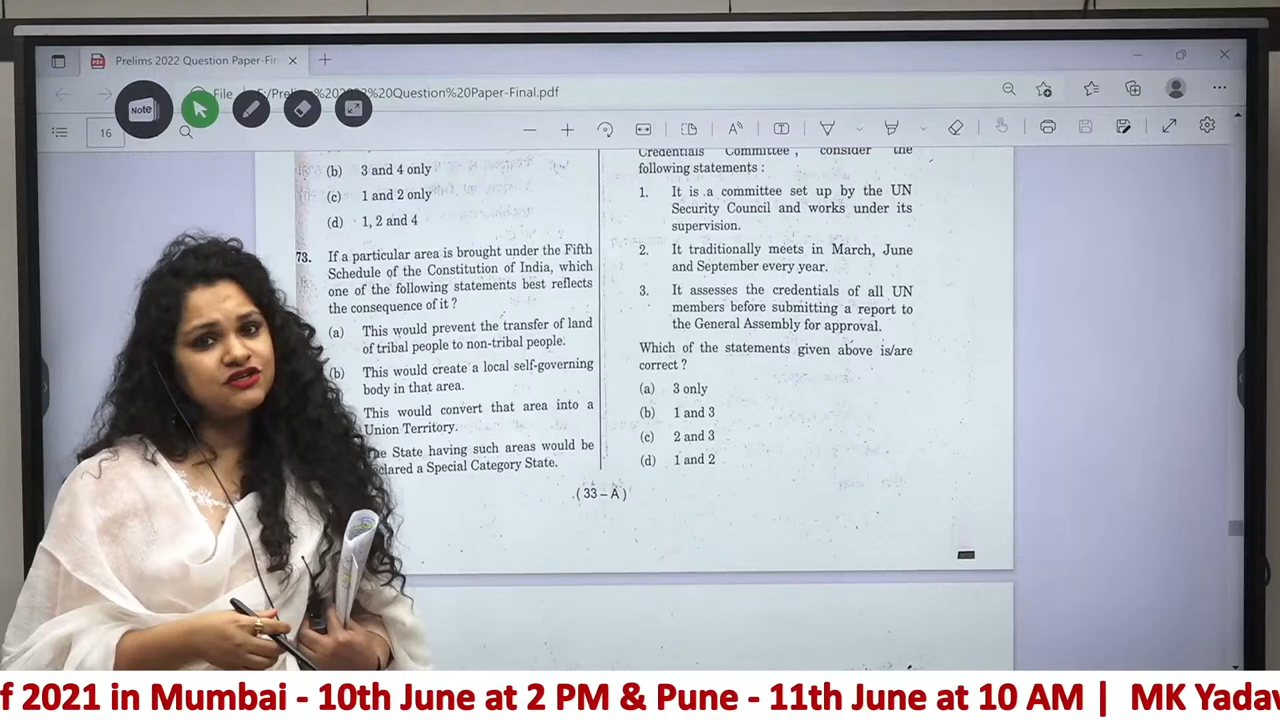 Prelims 2022 Question Paper-Fir
Note
File
Question%20Paper-Final.pdf
16
(b) 3 and 4 only
(c) 1 and 2 only
(d) 1, 2 and 4
73. If a particular area is brought under the Fifth
Schedule of the Constitution of India, which
one of the following statements best reflects
the consequence of it ?
(a) This would prevent the transfer of land
of tribal people to non-tribal people.
(b) This would create a local self-governing
body in that area.
This would convert that area into a
Union Territory.
State having such areas would be
a Special Category State.
Credentials Committee', consider the
following statements :
1. It is a committee set up by the UN
Security Council and works under its
supervision.
2. It traditionally meets in March, June
and September every year.
3. It assesses the credentials of all UN
members before submitting a report to
the General Assembly for approval.
Which of the statements given above is/are
correct ?
(a) 3 only
(b) 1 and 3
(c) 2 and 3
(d) 1 and 2
( 33 – A )
f 2021 in Mumbai - 10th June at 2 PM & Pune - 11th June at 10 AM | MK Yadav